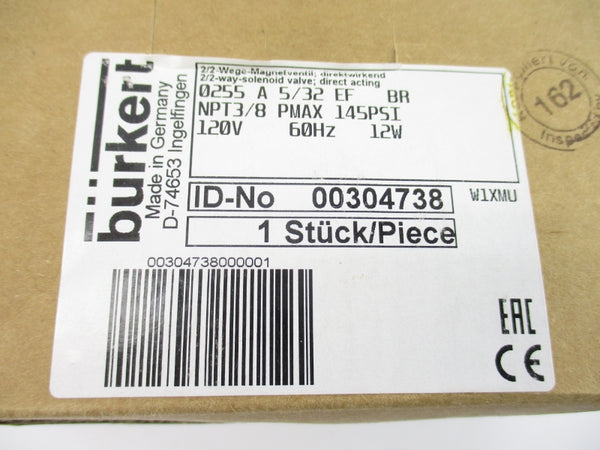 bürkert
Made in Germany
D-74653 Ingelfingen
2/2-Wege-Magnetventil; direktwirkend
2/2-way-solenoid valve; direct acting
0255 A 5/32 EF BR
NPT3/8 PMAX 145PSI
120V 60Hz 12W
ID-No 00304738
W1XMU
1 Stück/Piece
00304738000001
EAC
CE
162